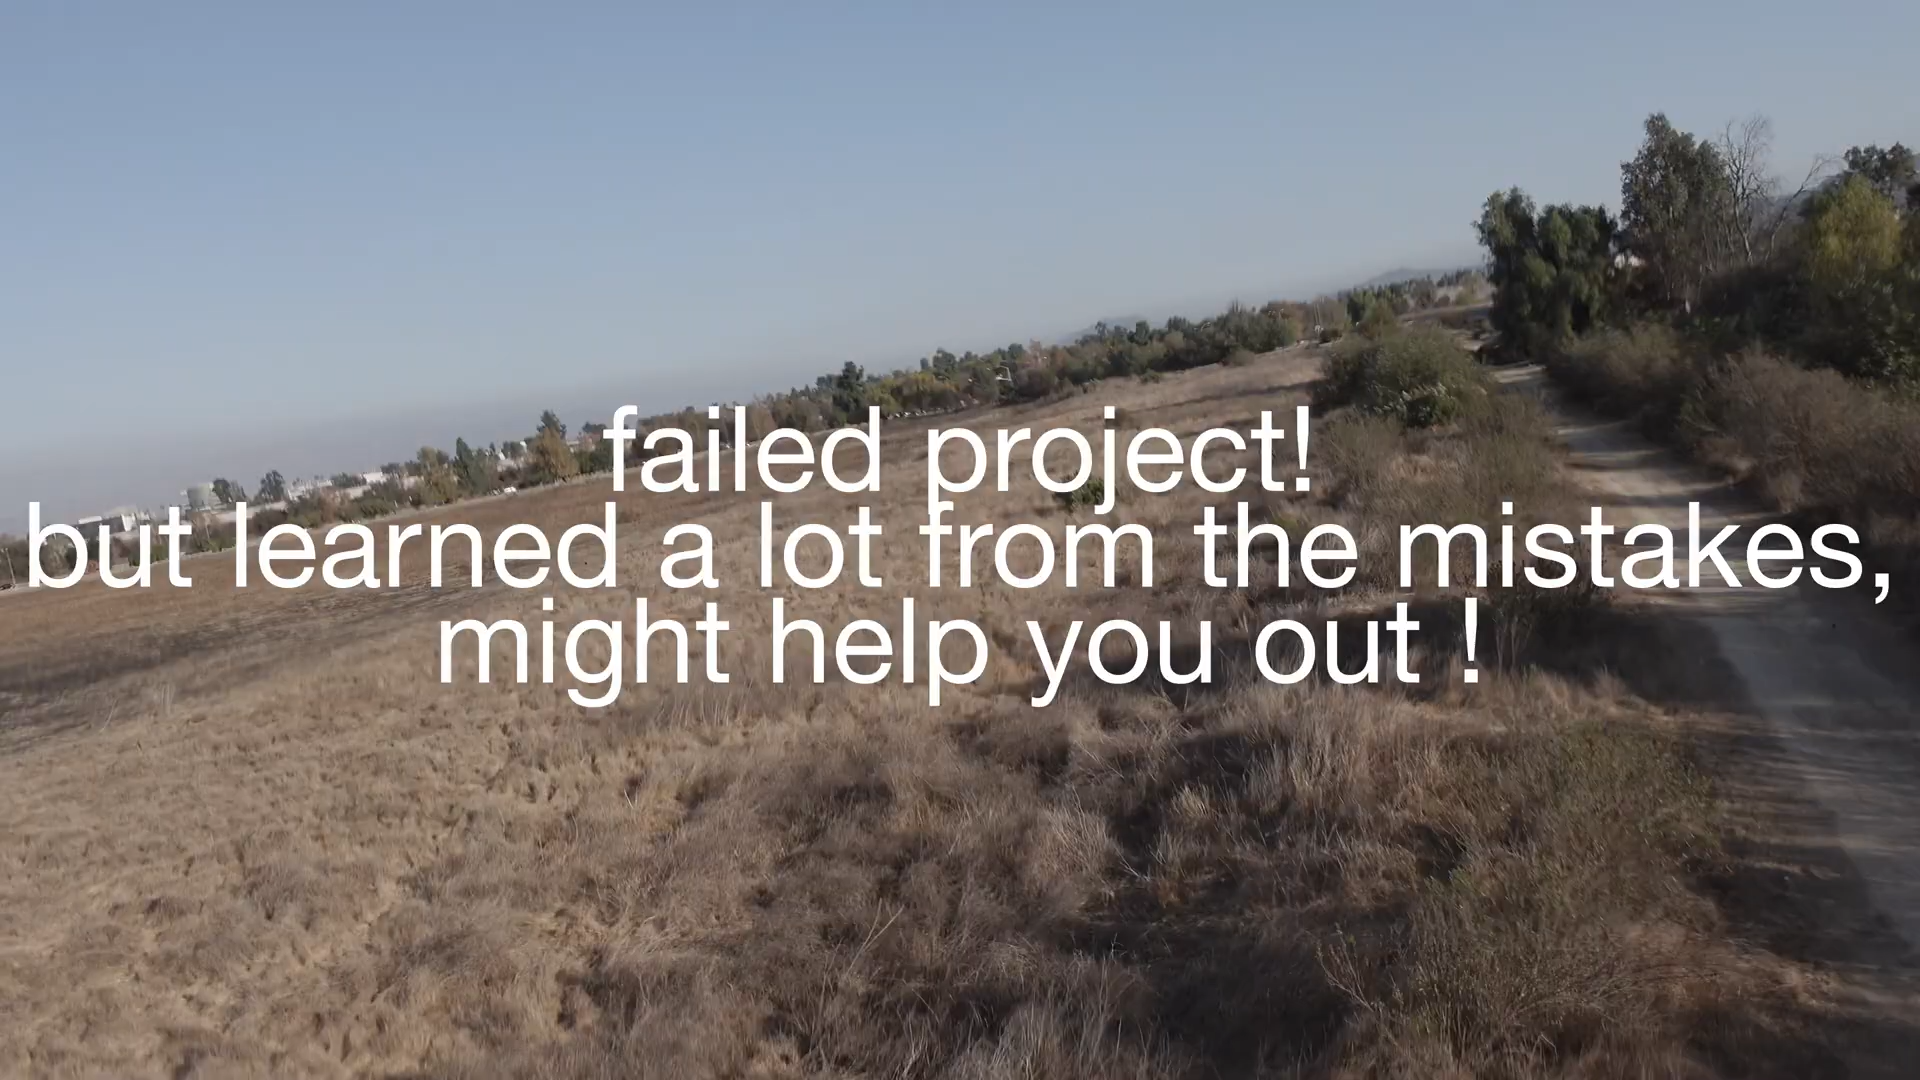 failed project!
but learned a lot from the mistakes,
might help you out !